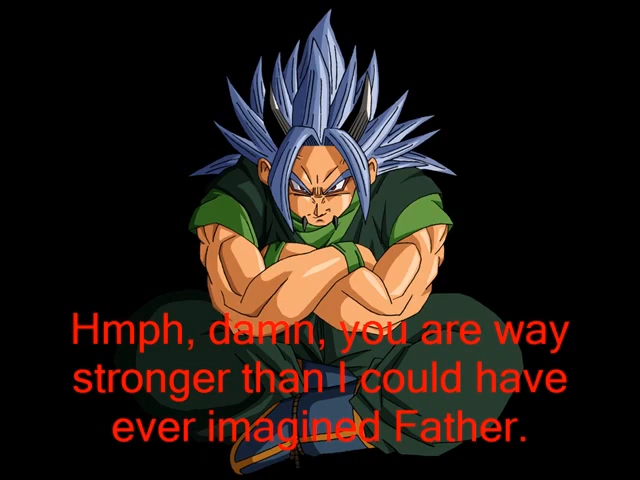 Hmph, damn, you are way
stronger than I could have
ever imagined Father.